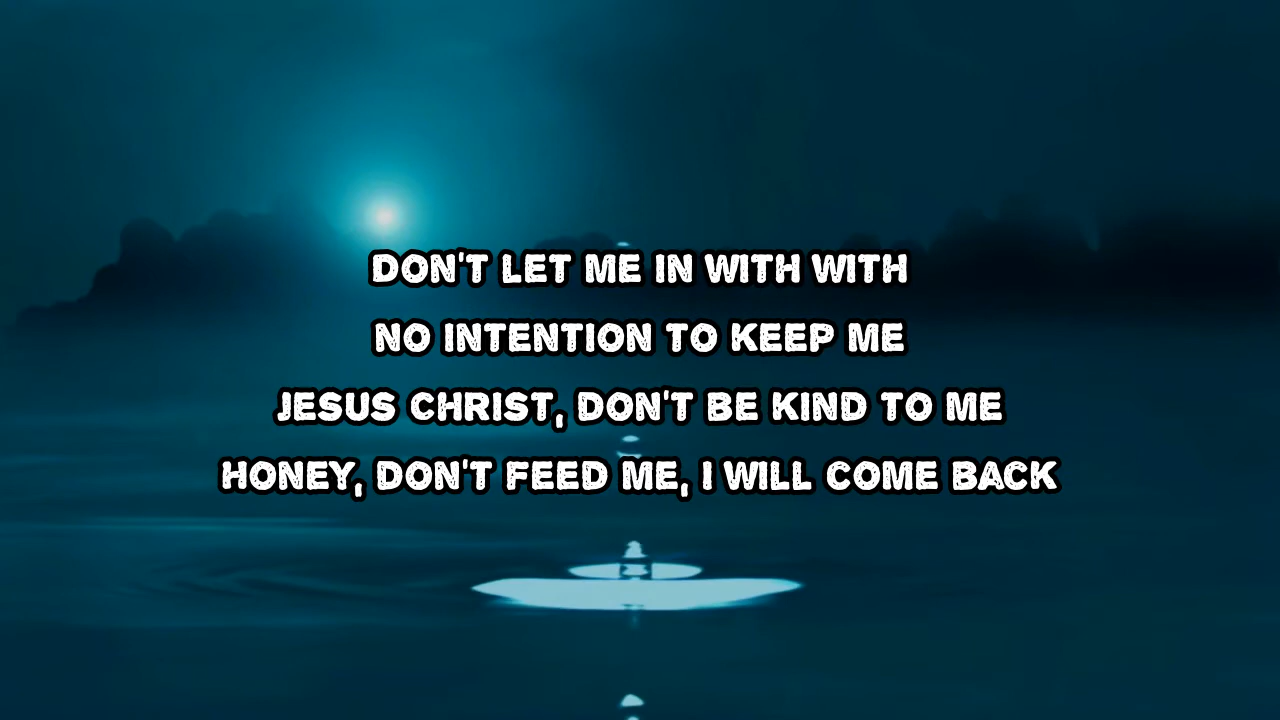 DON'T LET ME IN WITH WITH
NO INTENTION TO KEEP ME
JESUS CHRIST, DON'T BE KIND TO ME
HONEY, DON'T FEED ME, I WILL COME BACK